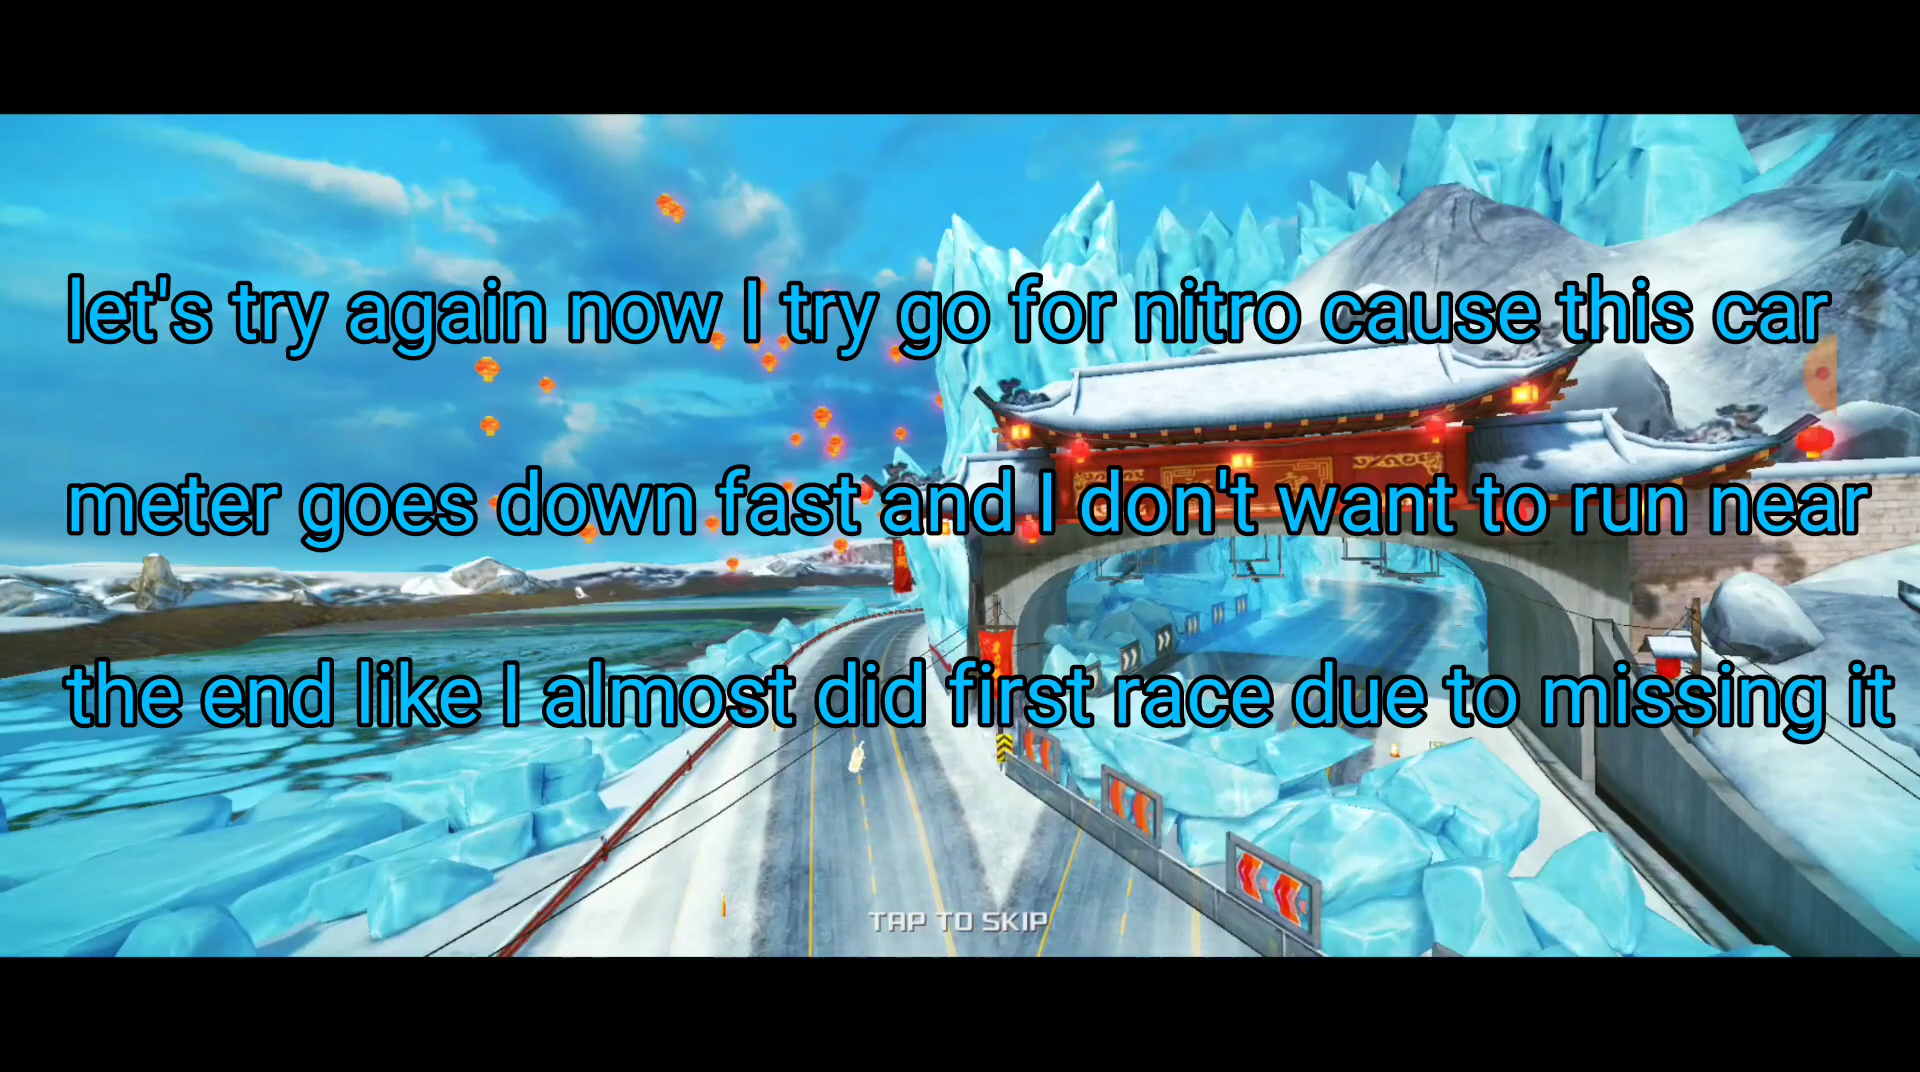 let's try again now I try go for nitro cause this car
meter goes down fast and I don't want to run near
the end like I almost did first race due to missing it
TAP TO SKIP